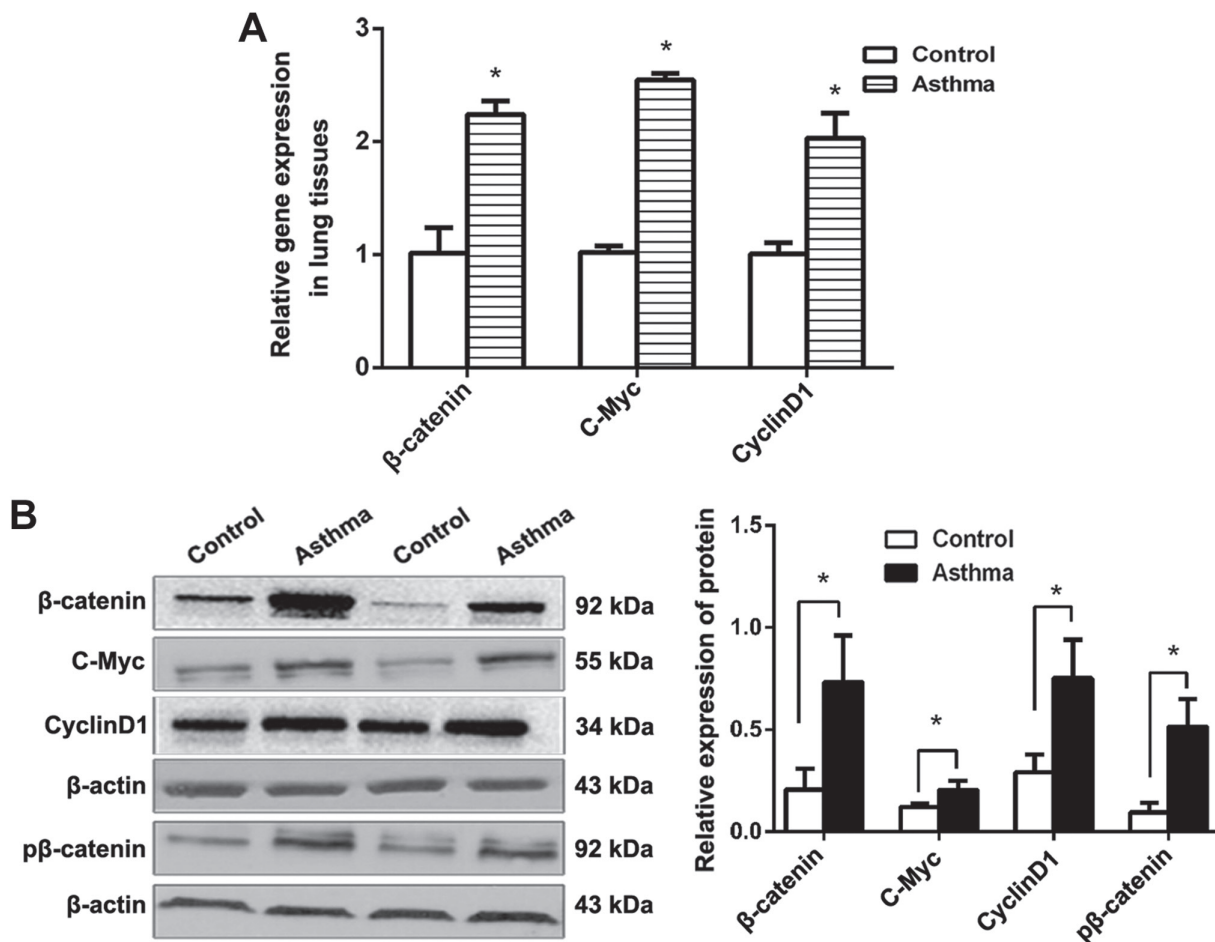 A
Relative gene expression
in lung tissues
3
2
1
0
*
*
*
Control
Asthma
β-catenin
C-Myc
CyclinD1
B
Control
Asthma
Control
Asthma
β-catenin
92 kDa
C-Myc
55 kDa
CyclinD1
34 kDa
β-actin
43 kDa
pβ-catenin
92 kDa
β-actin
43 kDa
Relative expression of protein
1.5
1.0
0.5
0.0
Control
Asthma
*
*
*
*
β-catenin
C-Myc
CyclinD1
pβ-catenin